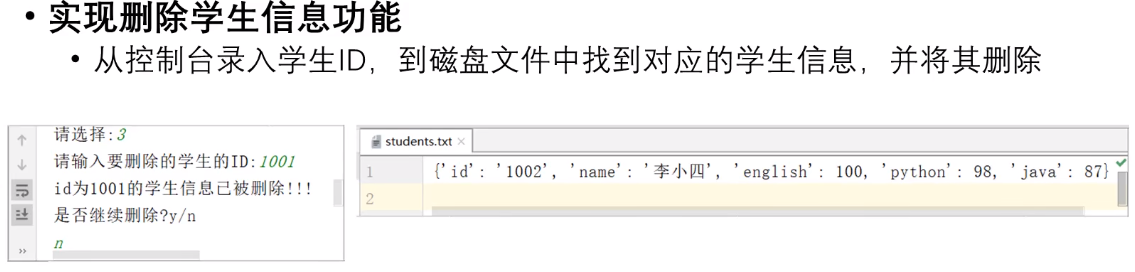 • 实现删除学生信息功能
• 从控制台录入学生ID，到磁盘文件中找到对应的学生信息，并将其删除
请选择:3
请输入要删除的学生的ID:1001
id为1001的学生信息已被删除!!!
是否继续删除?y/n
n
students.txt
1 {'id': '1002', 'name': '李小四', 'english': 100, 'python': 98, 'java': 87}
2